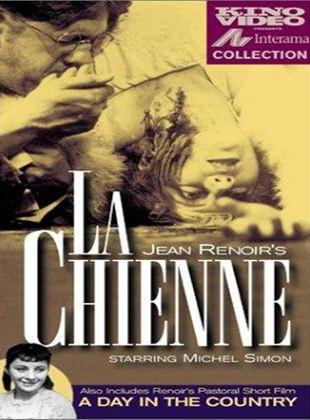 KINO
VIDEO
PRESENTS
Interama
COLLECTION
LA
JEAN RENOIR'S
CHIENNE
STARRING MICHEL SIMON
Also Includes Renoir's Pastoral Short Film
A DAY IN THE COUNTRY